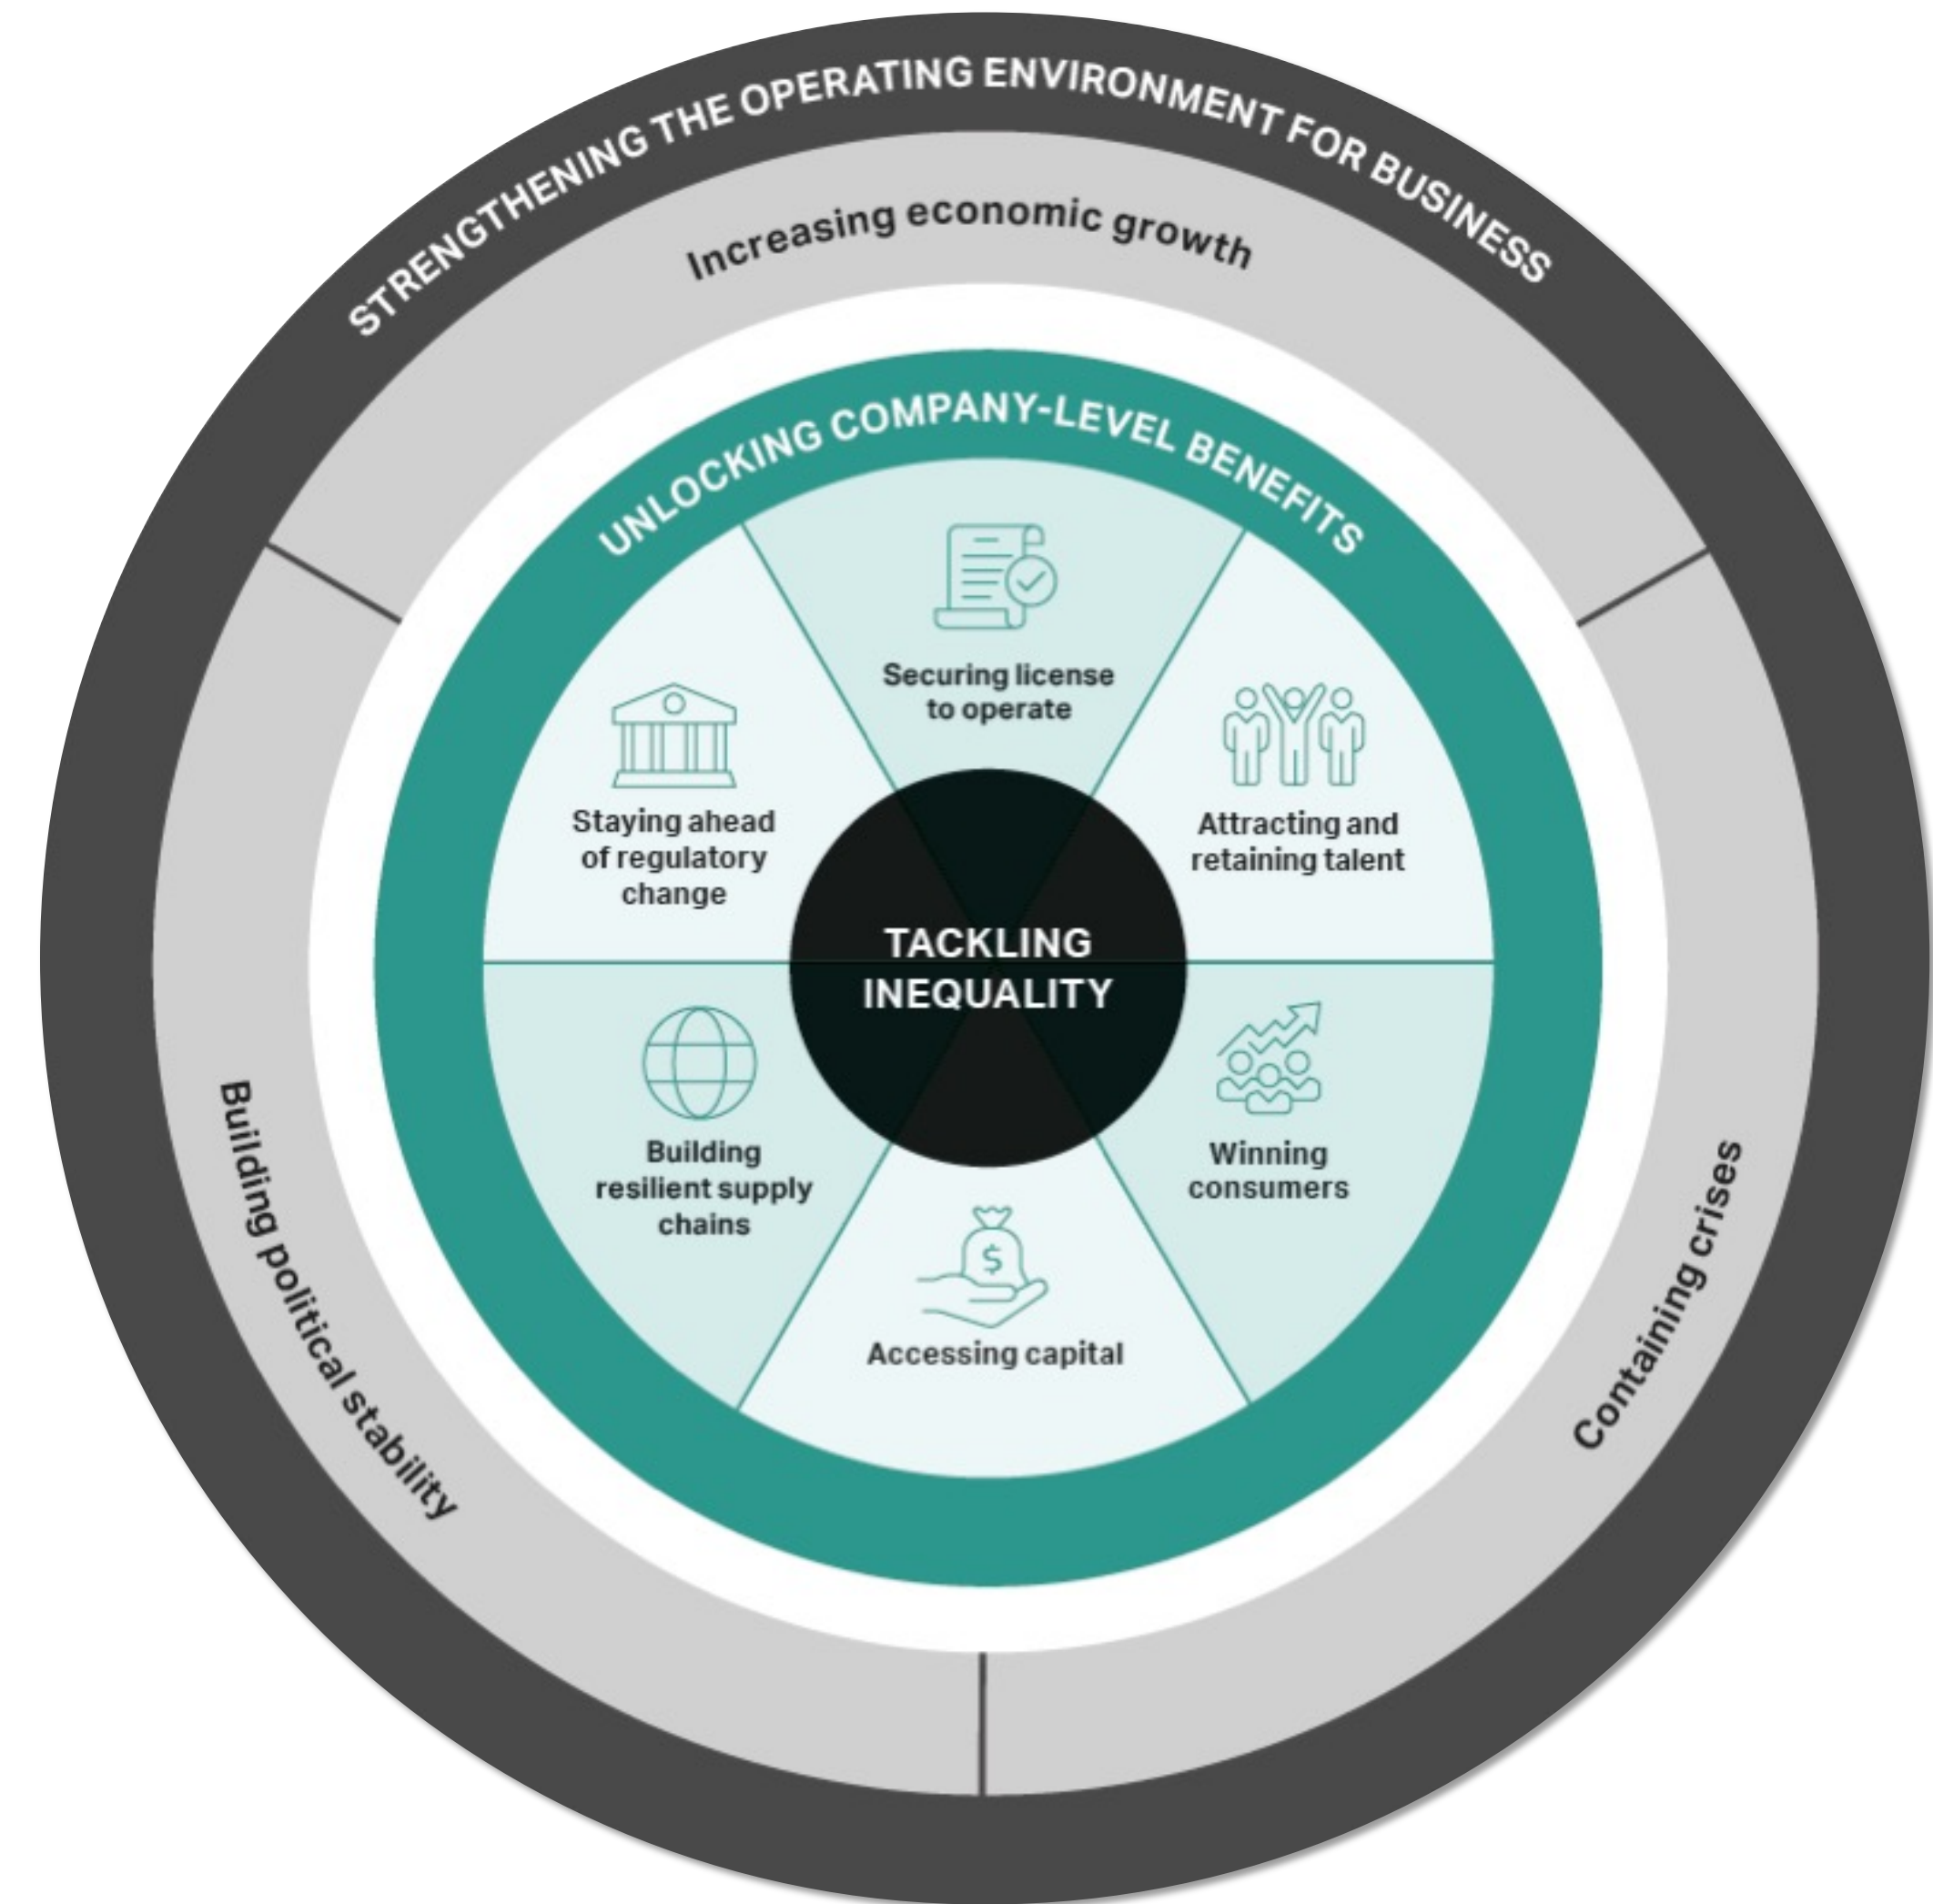 STRENGTHENING THE OPERATING ENVIRONMENT FOR BUSINESS
Increasing economic growth
UNLOCKING COMPANY-LEVEL BENEFITS
Securing license
to operate
Attracting and
retaining talent
Winning
consumers
Accessing capital
$
Building
resilient supply
chains
Staying ahead
of regulatory
change
TACKLING
INEQUALITY
Containing crises
Building political stability